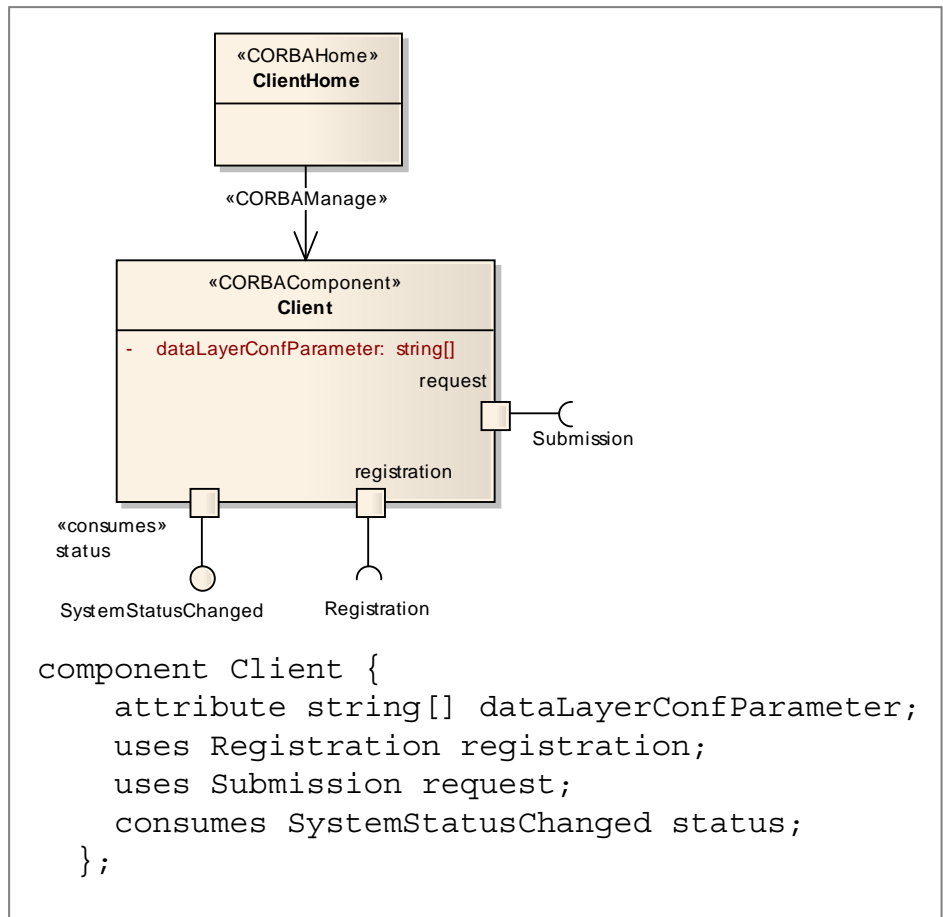 «CORBAHome»
ClientHome
«CORBAManage»
«CORBAComponent»
Client
- dataLayerConfParameter: string[]
request
Submission
registration
«consumes»
status
SystemStatusChanged
Registration
component Client {
attribute string[] dataLayerConfParameter;
uses Registration registration;
uses Submission request;
consumes SystemStatusChanged status;
};